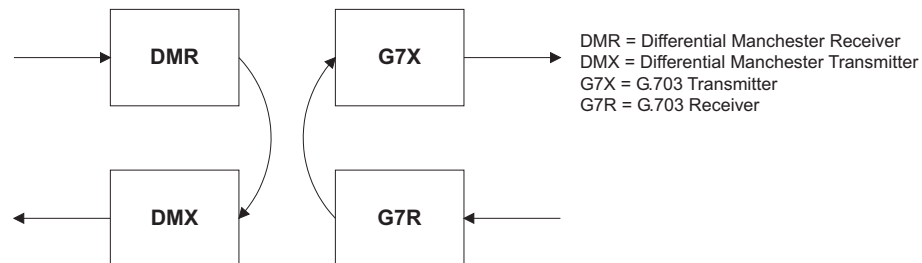 DMR
G7X
DMR = Differential Manchester Receiver
DMX = Differential Manchester Transmitter
G7X = G.703 Transmitter
G7R = G.703 Receiver
DMX
G7R